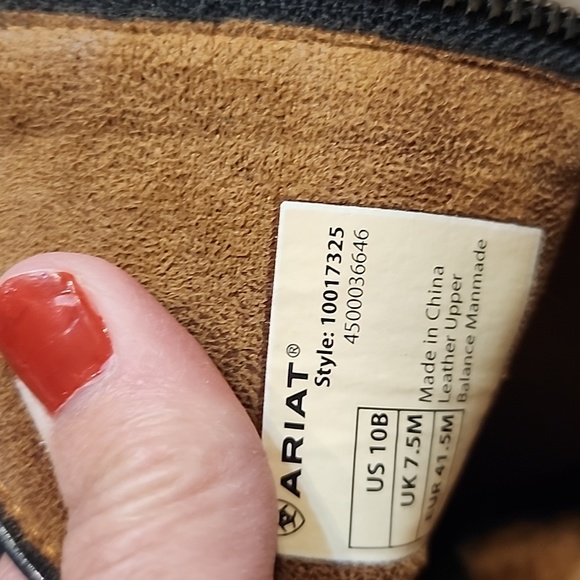 ARIAT®
Style: 10017325
4500036646
US 10B
UK 7.5M
EUR 41.5M
Made in China
Leather Upper
Balance Manmade